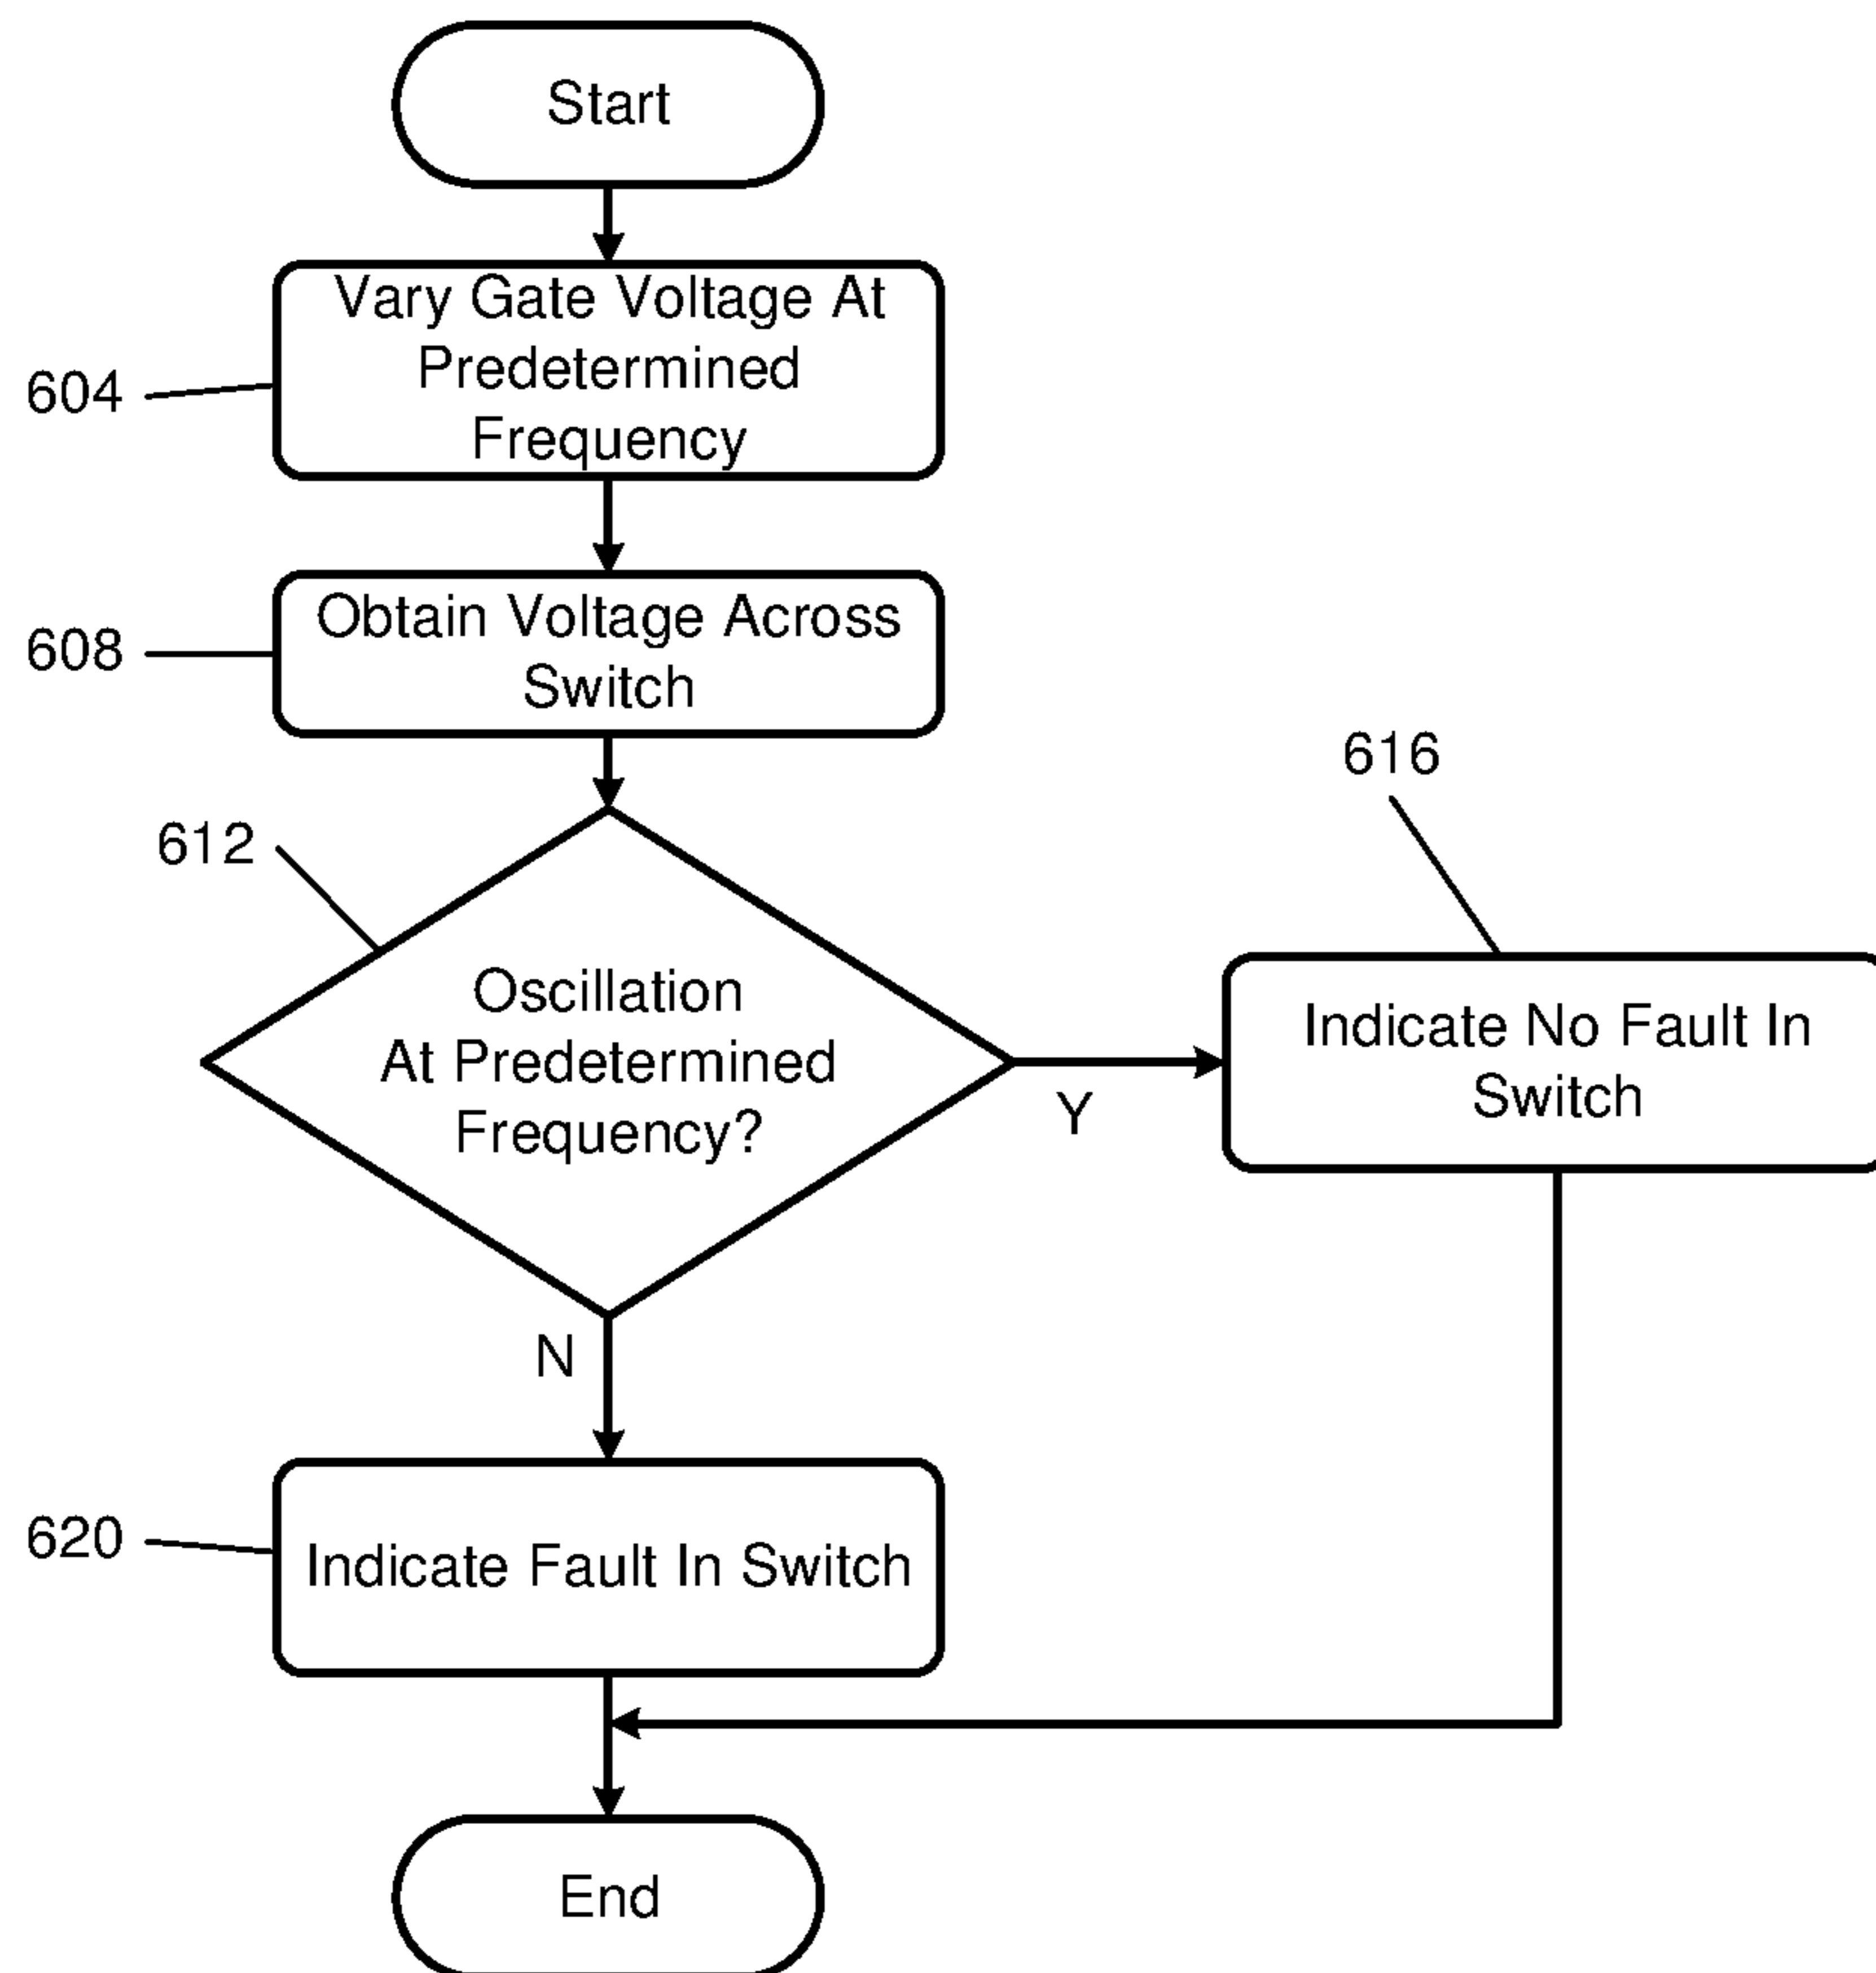 Start
Vary Gate Voltage At
Predetermined
Frequency
604
Obtain Voltage Across
Switch
608
616
612
Oscillation
At Predetermined
Frequency?
Indicate No Fault In
Switch
Y
N
Indicate Fault In Switch
620
End